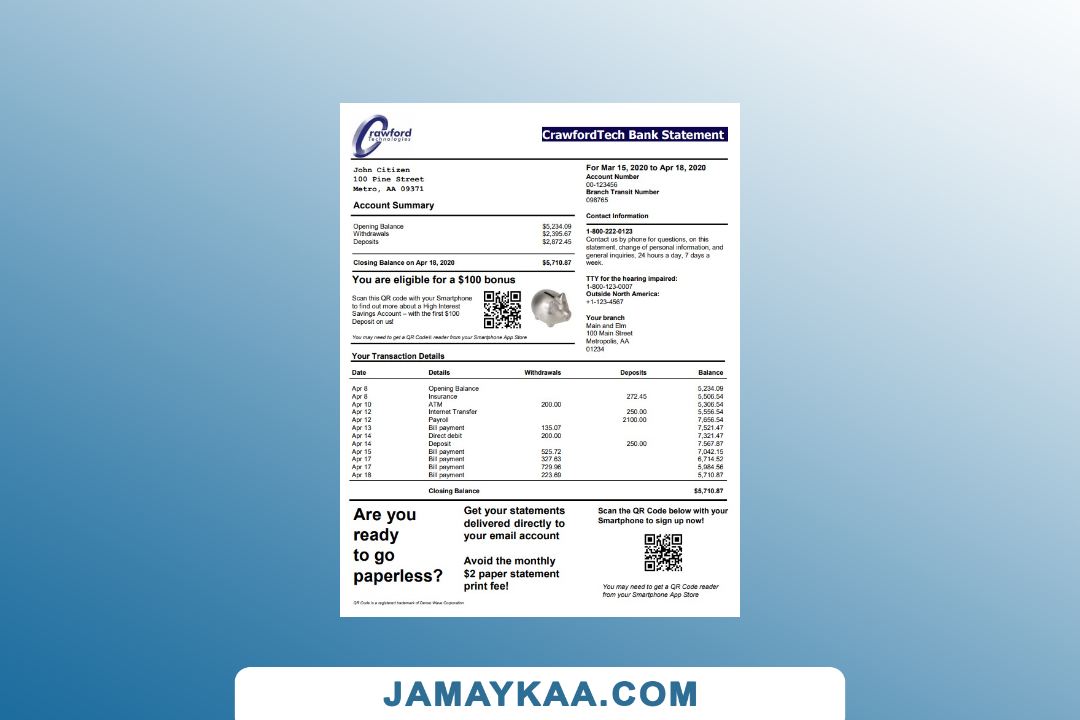 Crawford
Technologies
CrawfordTech Bank Statement
John Citizen
100 Pine Street
Metro, AA 09371
For Mar 15, 2020 to Apr 18, 2020
Account Number
00-123456
Branch Transit Number
098765
Account Summary
Opening Balance $5,234.09
Withdrawals $2,395.67
Deposits $2,872.45
Closing Balance on Apr 18, 2020 $5,710.87
Contact Information
1-800-222-0123
Contact us by phone for questions, on this
statement, change of personal information, and
general inquiries, 24 hours a day, 7 days a
week.
TTY for the hearing impaired:
1-800-123-0007
Outside North America:
+1-123-4567
Your branch
Main and Elm
100 Main Street
Metropolis, AA
01234
You are eligible for a $100 bonus
Scan this QR code with your Smartphone
to find out more about a High Interest
Savings Account – with the first $100
Deposit on us!
You may need to get a QR Code® reader from your Smartphone App Store
Your Transaction Details
Date Details Withdrawals Deposits Balance
Apr 8 Opening Balance 5,234.09
Apr 8 Insurance 272.45 5,506.54
Apr 10 ATM 200.00 5,306.54
Apr 12 Internet Transfer 250.00 5,556.54
Apr 12 Payroll 2100.00 7,656.54
Apr 13 Bill payment 135.07 7,521.47
Apr 14 Direct debit 200.00 7,321.47
Apr 14 Deposit 250.00 7,567.87
Apr 15 Bill payment 525.72 7,042.15
Apr 17 Bill payment 327.63 6,714.52
Apr 17 Bill payment 729.96 5,984.56
Apr 18 Bill payment 223.69 5,710.87
Closing Balance $5,710.87
Are you
ready
to go
paperless?
Get your statements
delivered directly to
your email account
Avoid the monthly
$2 paper statement
print fee!
Scan the QR Code below with your
Smartphone to sign up now!
You may need to get a QR Code reader
from your Smartphone App Store
QR Code is a registered trademark of Denso Wave Corporation
JAMAYKAA.COM